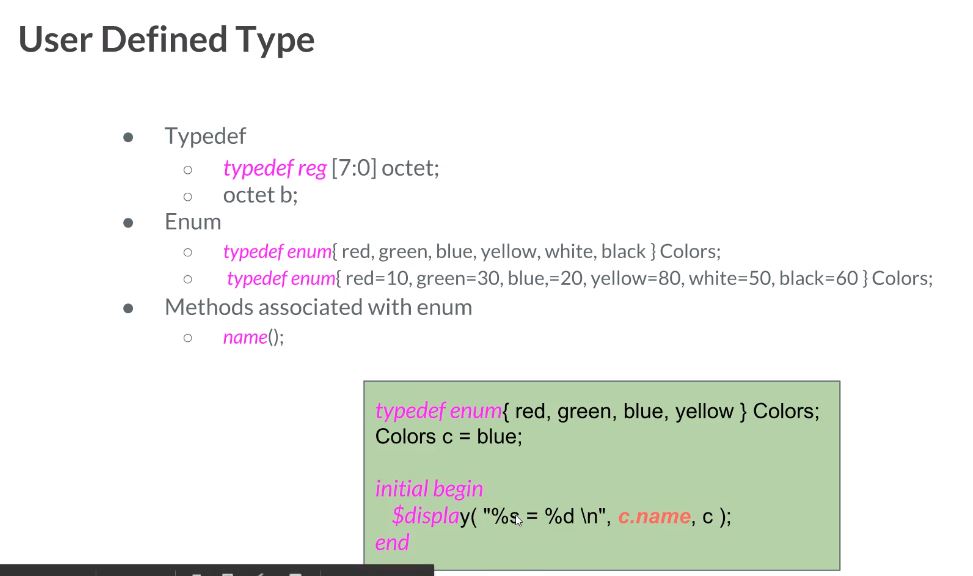 User Defined Type
● Typedef
○ typedef reg [7:0] octet;
○ octet b;
● Enum
○ typedef enum{ red, green, blue, yellow, white, black } Colors;
○ typedef enum{ red=10, green=30, blue,=20, yellow=80, white=50, black=60 } Colors;
● Methods associated with enum
○ name();
typedef enum{ red, green, blue, yellow } Colors;
Colors c = blue;
initial begin
$display( "%s = %d \n", c.name, c );
end